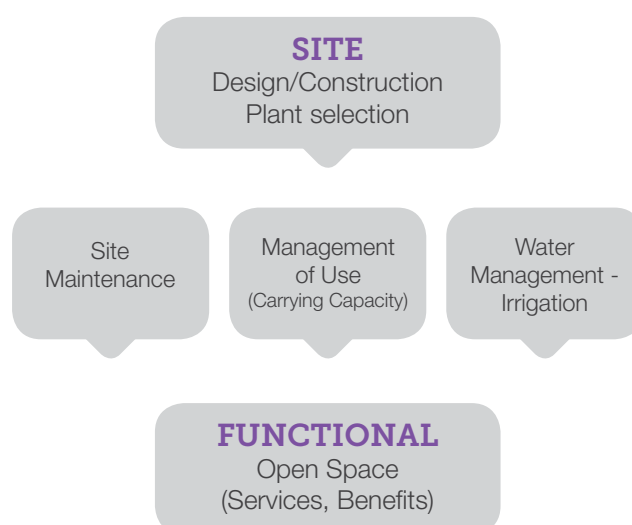 SITE
Design/Construction
Plant selection
Site
Maintenance
Management
of Use
(Carrying Capacity)
Water
Management -
Irrigation
FUNCTIONAL
Open Space
(Services, Benefits)